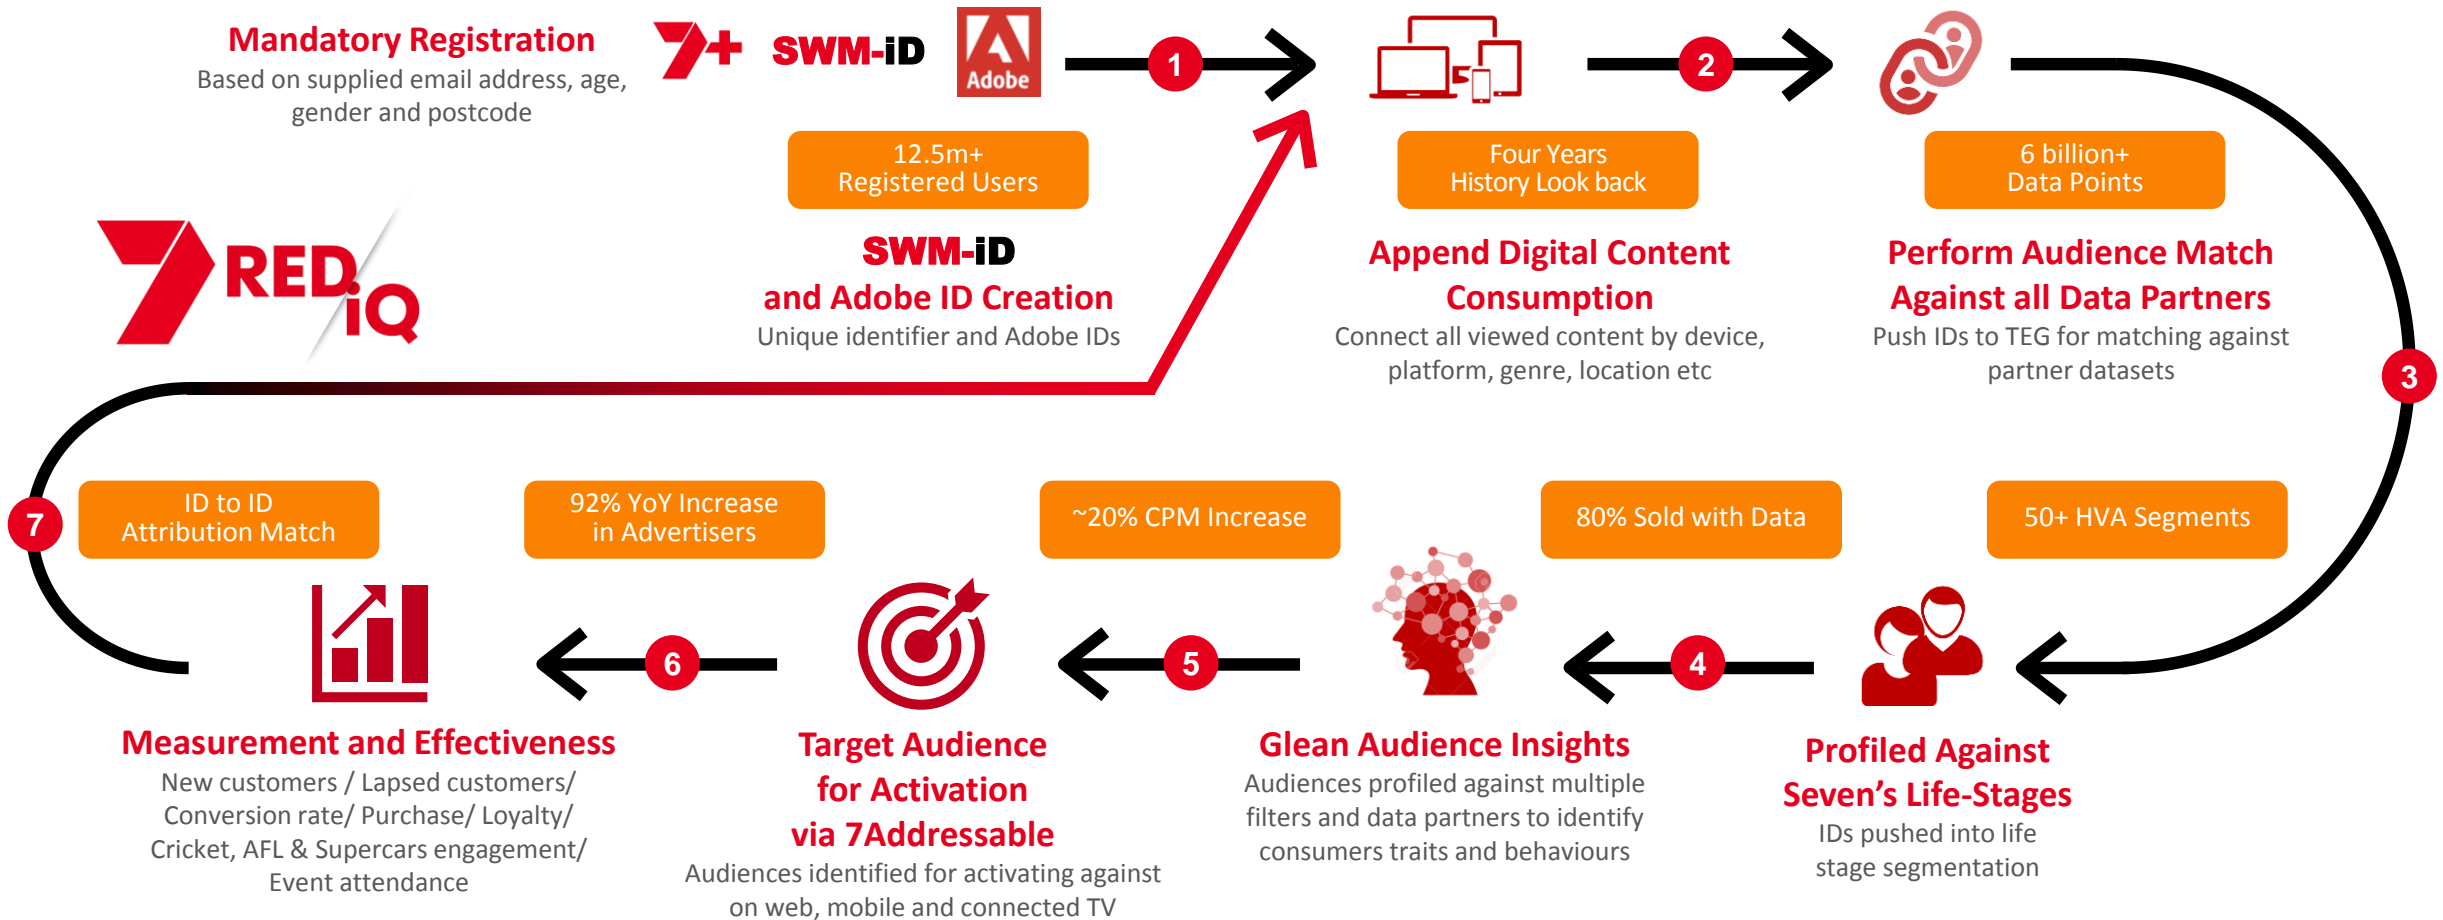 Mandatory Registration
Based on supplied email address, age,
gender and postcode
7+
SWM-iD
Adobe
1
2
12.5m+
Registered Users
SWM-iD
and Adobe ID Creation
Unique identifier and Adobe IDs
Four Years
History Look back
Append Digital Content
Consumption
Connect all viewed content by device,
platform, genre, location etc
6 billion+
Data Points
Perform Audience Match
Against all Data Partners
Push IDs to TEG for matching against
partner datasets
7 RED iQ
3
50+ HVA Segments
Profiled Against
Seven's Life-Stages
IDs pushed into life
stage segmentation
4
80% Sold with Data
Glean Audience Insights
Audiences profiled against multiple
filters and data partners to identify
consumers traits and behaviours
5
~20% CPM Increase
Target Audience
for Activation
via 7Addressable
Audiences identified for activating against
on web, mobile and connected TV
6
92% YoY Increase
in Advertisers
ID to ID
Attribution Match
Measurement and Effectiveness
New customers / Lapsed customers/
Conversion rate/ Purchase/ Loyalty/
Cricket, AFL & Supercars engagement/
Event attendance
7